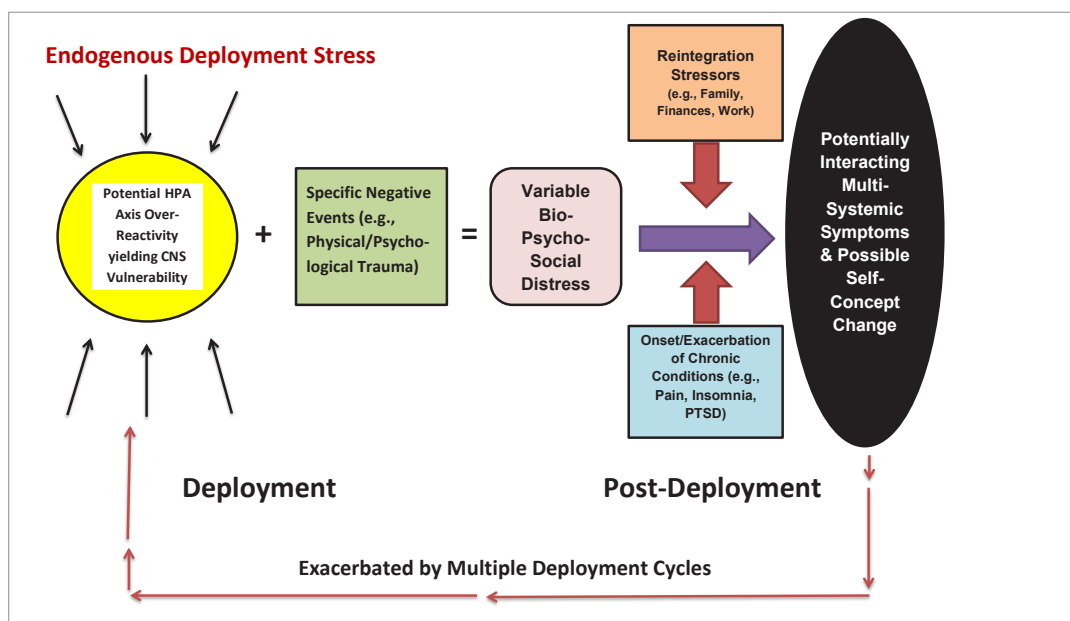 Endogenous Deployment Stress
Potential HPA
Axis Over-
Reactivity
yielding CNS
Vulnerability
+
Specific Negative
Events (e.g.,
Physical/Psycho-
logical Trauma)
=
Variable
Bio-
Psycho-
Social
Distress
Reintegration
Stressors
(e.g., Family,
Finances, Work)
Onset/Exacerbation
of Chronic
Conditions (e.g.,
Pain, Insomnia,
PTSD)
Potentially
Interacting
Multi-
Systemic
Symptoms
& Possible
Self-
Concept
Change
Deployment
Post-Deployment
Exacerbated by Multiple Deployment Cycles